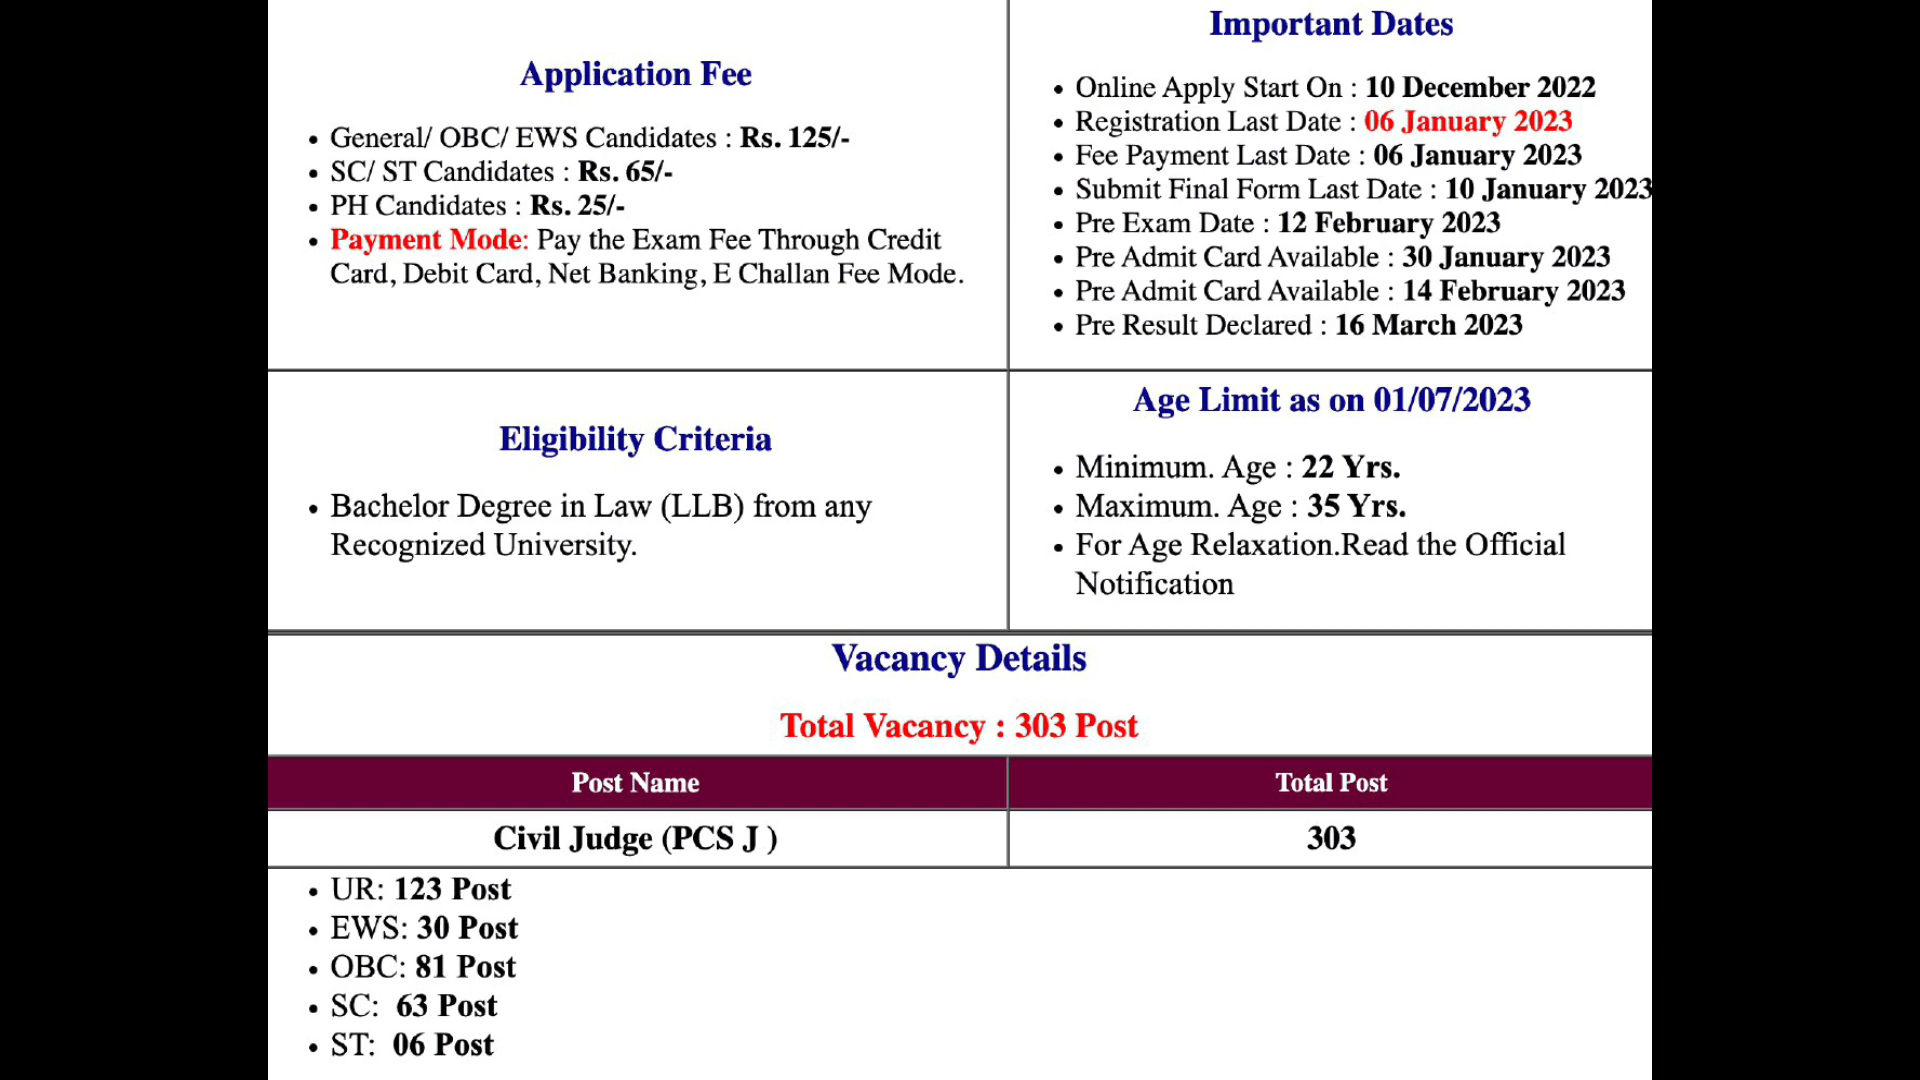 Application Fee
• General/ OBC/ EWS Candidates : Rs. 125/-
• SC/ ST Candidates : Rs. 65/-
• PH Candidates : Rs. 25/-
• Payment Mode: Pay the Exam Fee Through Credit
Card, Debit Card, Net Banking, E Challan Fee Mode.
Important Dates
• Online Apply Start On : 10 December 2022
• Registration Last Date : 06 January 2023
• Fee Payment Last Date : 06 January 2023
• Submit Final Form Last Date : 10 January 2023
• Pre Exam Date : 12 February 2023
• Pre Admit Card Available : 30 January 2023
• Pre Admit Card Available : 14 February 2023
• Pre Result Declared : 16 March 2023
Eligibility Criteria
• Bachelor Degree in Law (LLB) from any
Recognized University.
Age Limit as on 01/07/2023
• Minimum. Age : 22 Yrs.
• Maximum. Age : 35 Yrs.
• For Age Relaxation.Read the Official
Notification
Vacancy Details
Total Vacancy : 303 Post
Post Name
Total Post
Civil Judge (PCS J )
303
• UR: 123 Post
• EWS: 30 Post
• OBC: 81 Post
• SC: 63 Post
• ST: 06 Post